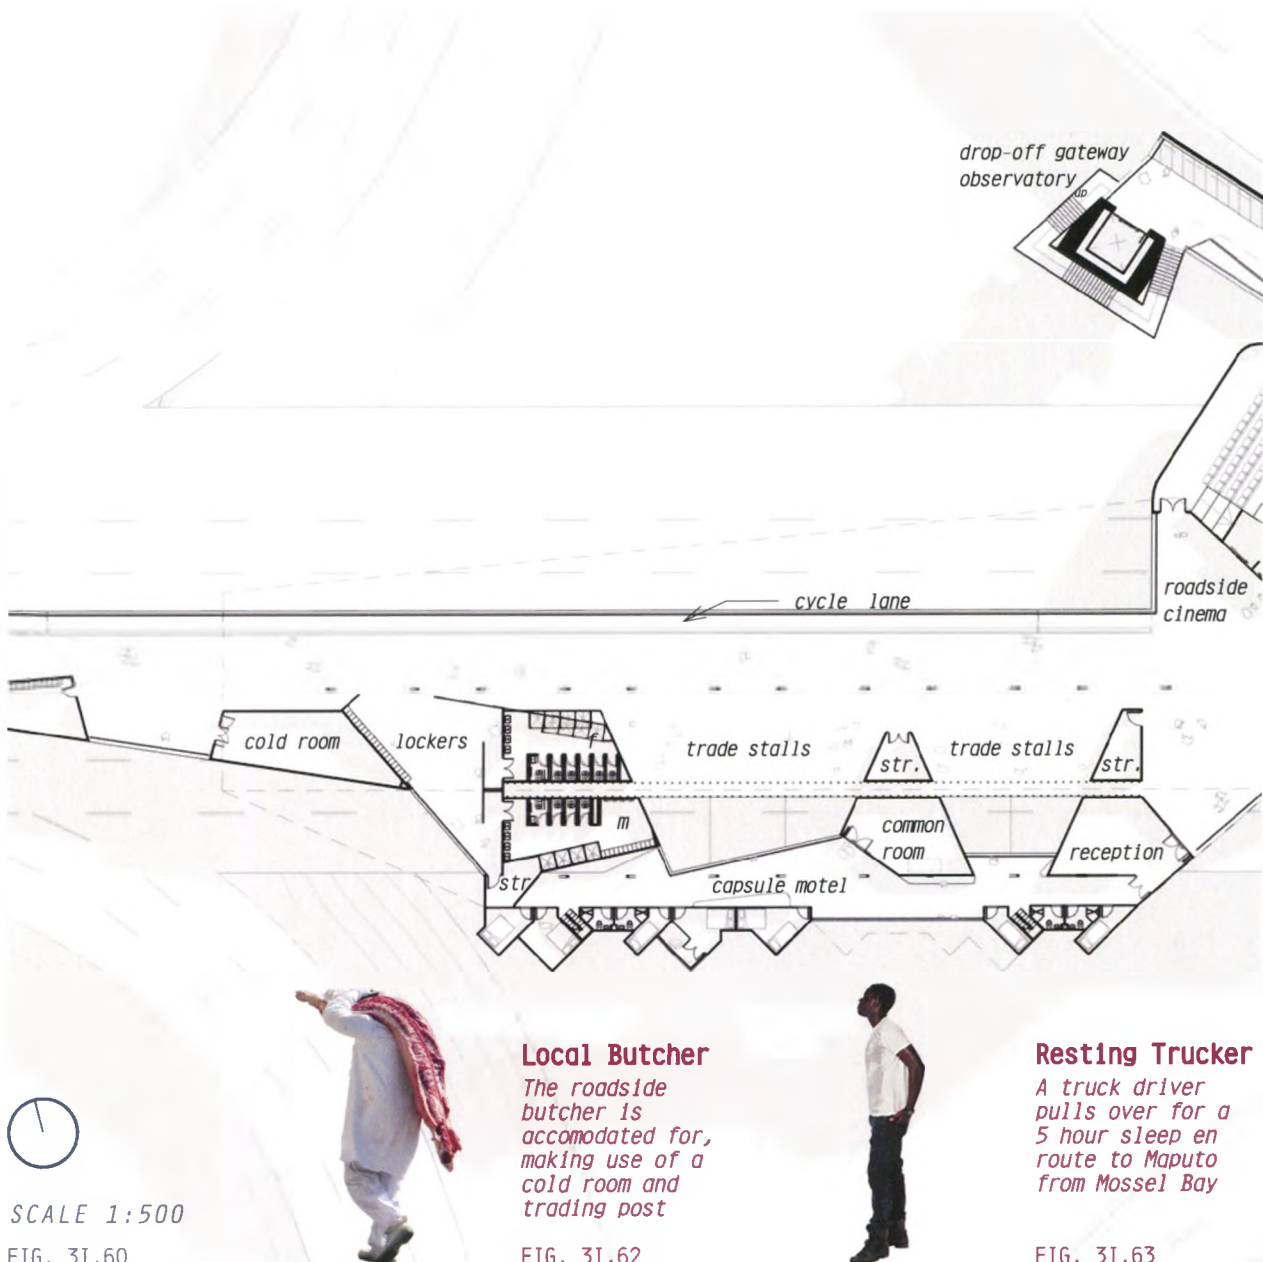 drop-off gateway
observatory
up
cycle lane
roadside
cinema
cold room
lockers
f
trade stalls
str.
trade stalls
str.
m
common
room
reception
str
capsule motel
Local Butcher
The roadside
butcher is
accomodated for,
making use of a
cold room and
trading post
FIG. 31.62
Resting Trucker
A truck driver
pulls over for a
5 hour sleep en
route to Maputo
from Mossel Bay
FIG. 31.63
SCALE 1:500
FIG. 31.60